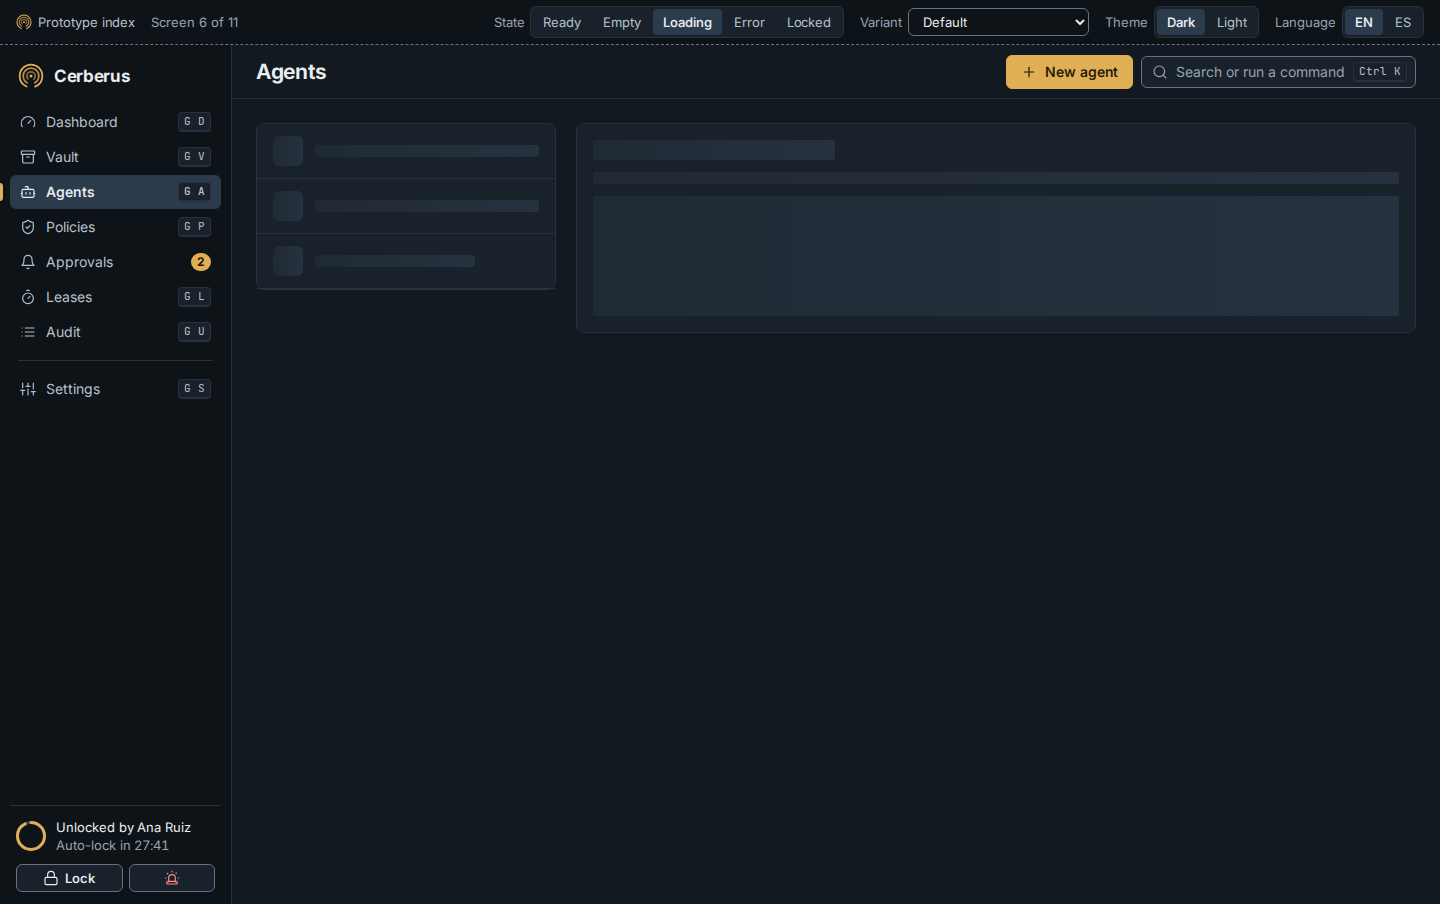 Prototype index Screen 6 of 11 State Ready Empty Loading Error Locked Variant Default Theme Dark Light Language EN ES
Cerberus
Agents
New agent
Search or run a command Ctrl K
Dashboard G D
Vault G V
Agents G A
Policies G P
Approvals 2
Leases G L
Audit G U
Settings G S
Unlocked by Ana Ruiz
Auto-lock in 27:41
Lock